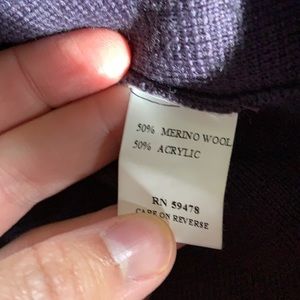 50% MERINO WOOL
50% ACRYLIC
RN 59478
CARE ON REVERSE